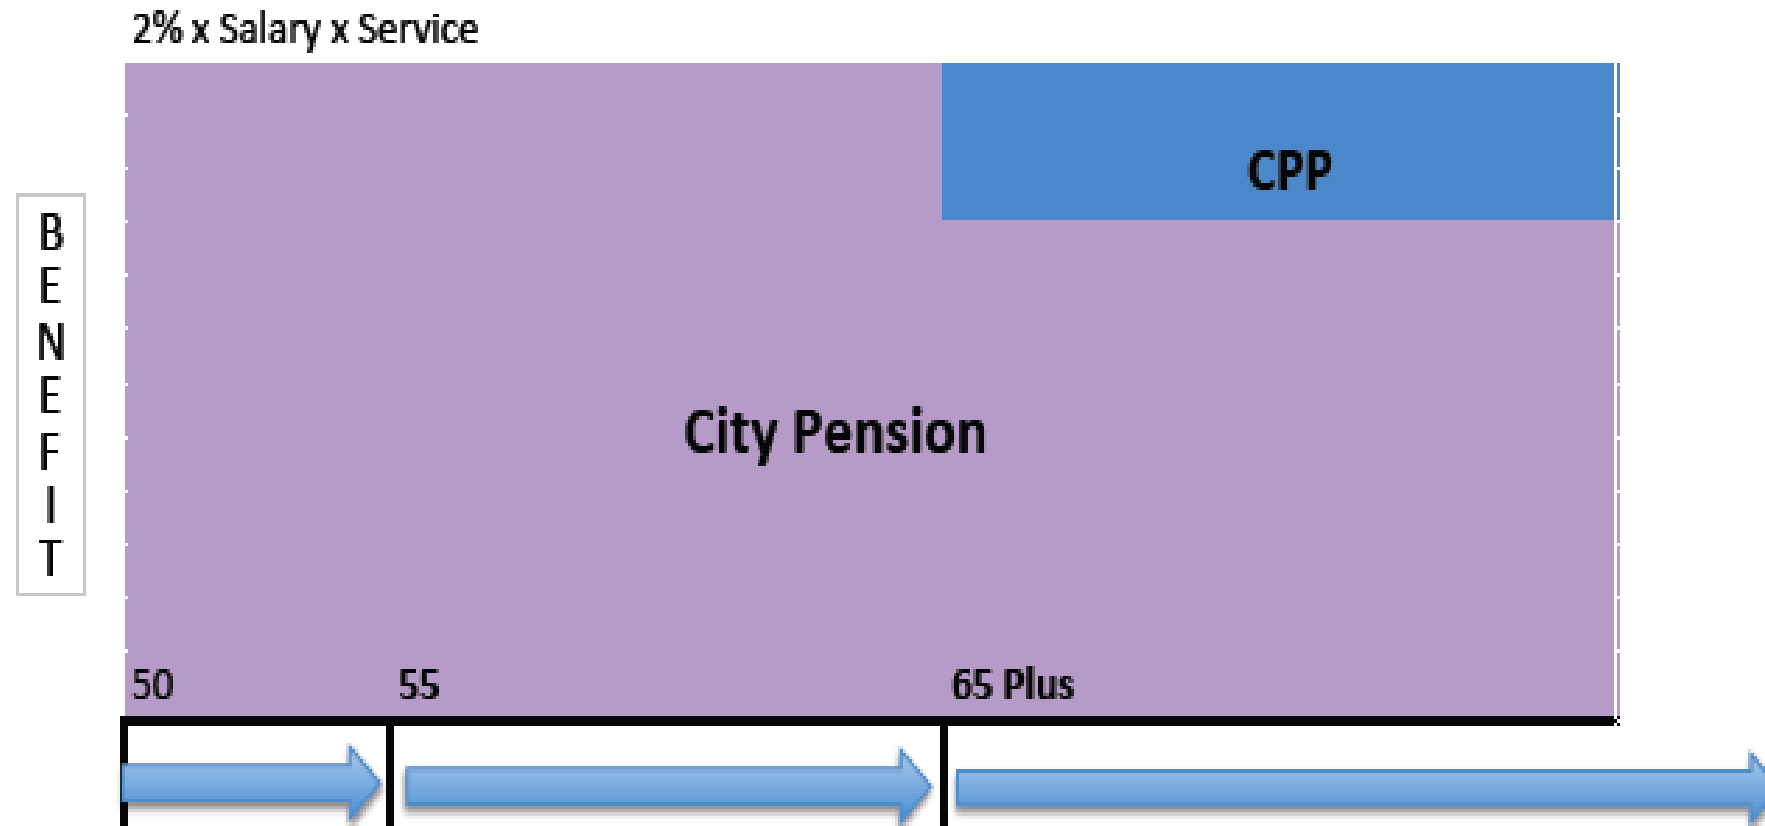 2% x Salary x Service
CPP
B
E
N
E
F
I
T
City Pension
50
55
65 Plus